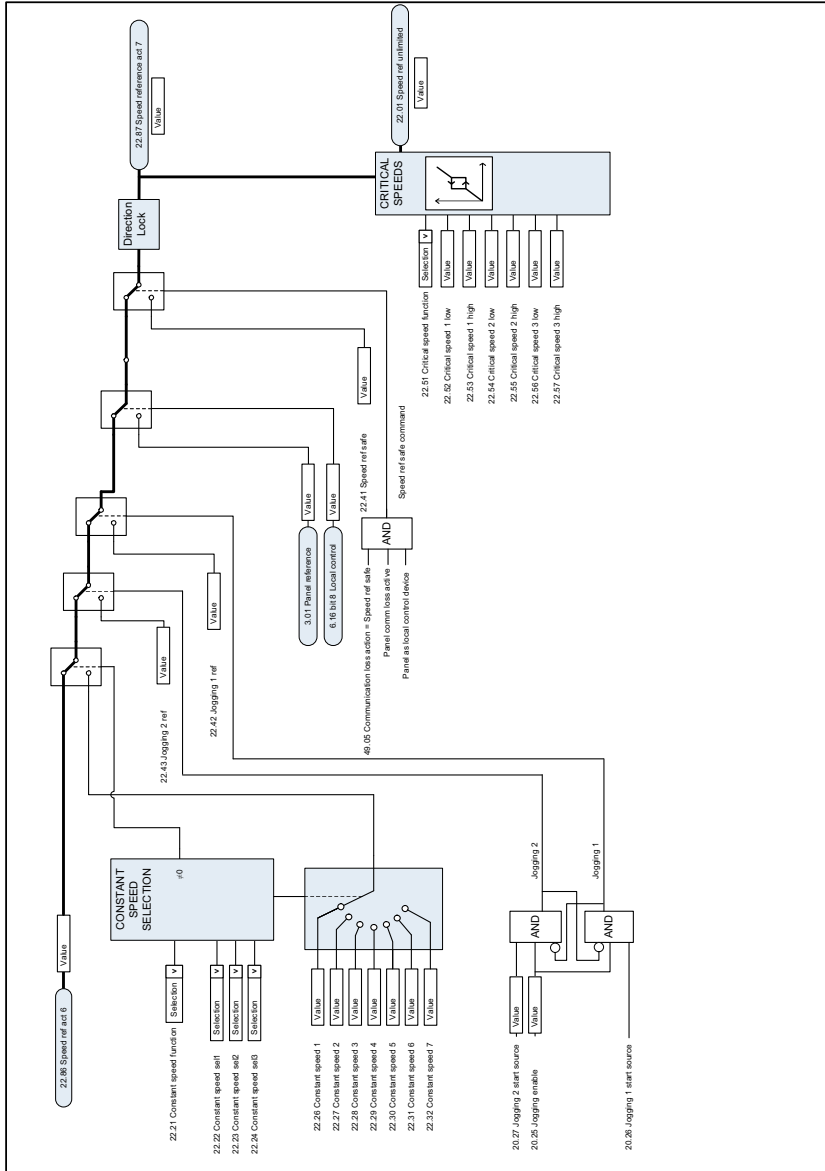 22.86 Speed ref act 6
Value
22.21 Constant speed function
Selection
v
22.22 Constant speed sel1
Selection
v
22.23 Constant speed sel2
Selection
v
22.24 Constant speed sel3
Selection
v
CONSTANT
SPEED
SELECTION
≠0
22.26 Constant speed 1
Value
22.27 Constant speed 2
Value
22.28 Constant speed 3
Value
22.29 Constant speed 4
Value
22.30 Constant speed 5
Value
22.31 Constant speed 6
Value
22.32 Constant speed 7
Value
20.27 Jogging 2 start source
Value
20.25 Jogging enable
Value
20.26 Jogging 1 start source
AND
AND
Jogging 2
Jogging 1
22.43 Jogging 2 ref
Value
22.42 Jogging 1 ref
Value
3.01 Panel reference
Value
6.16 bit 8 Local control
Value
22.41 Speed ref safe
Value
49.05 Communication loss action = Speed ref safe
Panel comm loss active
Panel as local control device
AND
Speed ref safe command
Direction
Lock
22.87 Speed reference act 7
Value
22.51 Critical speed function
Selection
v
22.52 Critical speed 1 low
Value
22.53 Critical speed 1 high
Value
22.54 Critical speed 2 low
Value
22.55 Critical speed 2 high
Value
22.56 Critical speed 3 low
Value
22.57 Critical speed 3 high
Value
CRITICAL
SPEEDS
22.01 Speed ref unlimited
Value